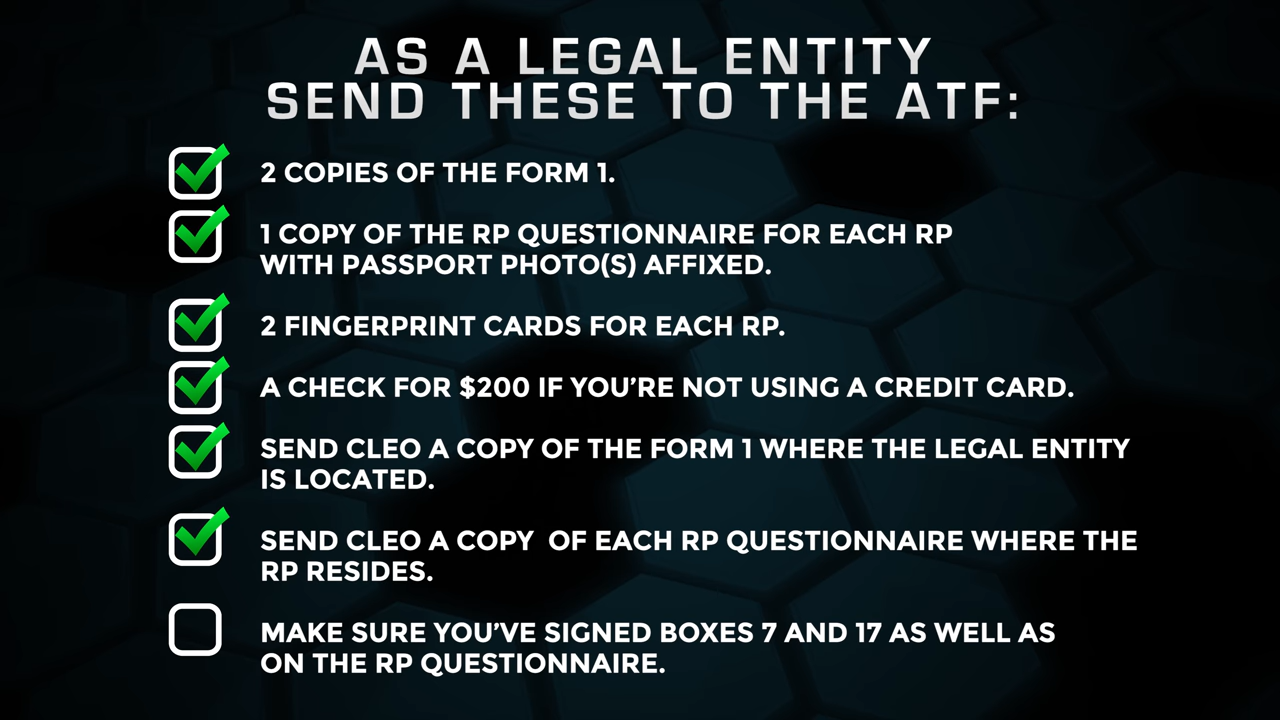 AS A LEGAL ENTITY
SEND THESE TO THE ATF:
2 COPIES OF THE FORM 1.
1 COPY OF THE RP QUESTIONNAIRE FOR EACH RP
WITH PASSPORT PHOTO(S) AFFIXED.
2 FINGERPRINT CARDS FOR EACH RP.
A CHECK FOR $200 IF YOU'RE NOT USING A CREDIT CARD.
SEND CLEO A COPY OF THE FORM 1 WHERE THE LEGAL ENTITY
IS LOCATED.
SEND CLEO A COPY  OF EACH RP QUESTIONNAIRE WHERE THE
RP RESIDES.
MAKE SURE YOU'VE SIGNED BOXES 7 AND 17 AS WELL AS
ON THE RP QUESTIONNAIRE.